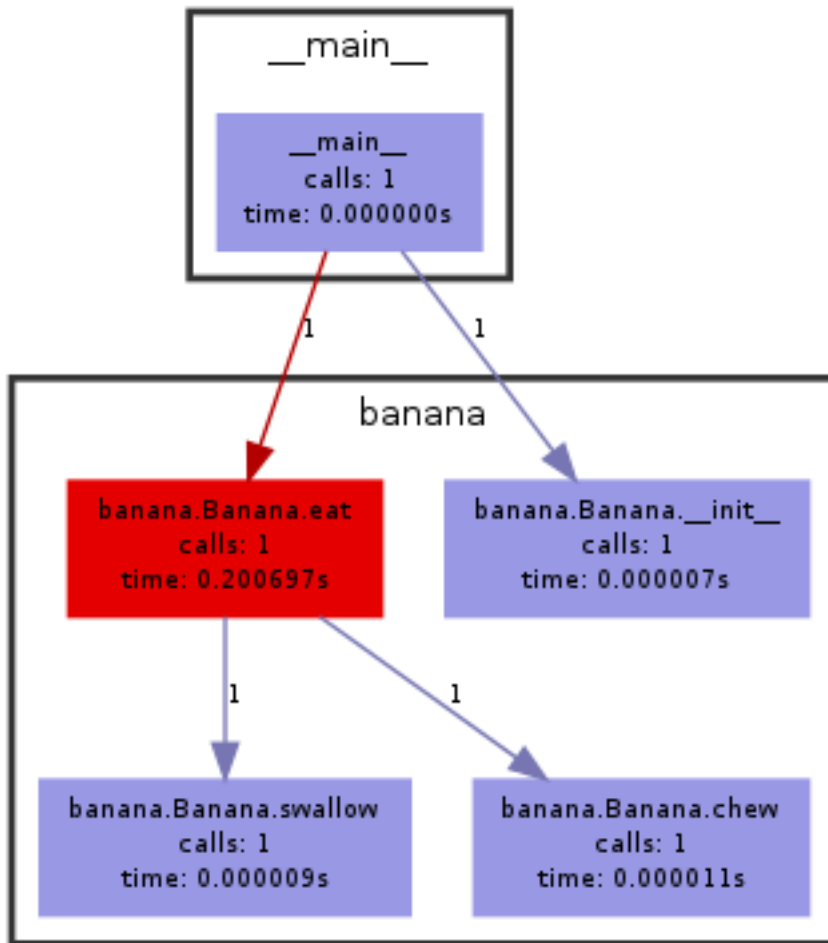 __main__
__main__
calls: 1
time: 0.000000s
1
1
banana
banana.Banana.eat
calls: 1
time: 0.200697s
banana.Banana.__init__
calls: 1
time: 0.000007s
1
1
banana.Banana.swallow
calls: 1
time: 0.000009s
banana.Banana.chew
calls: 1
time: 0.000011s